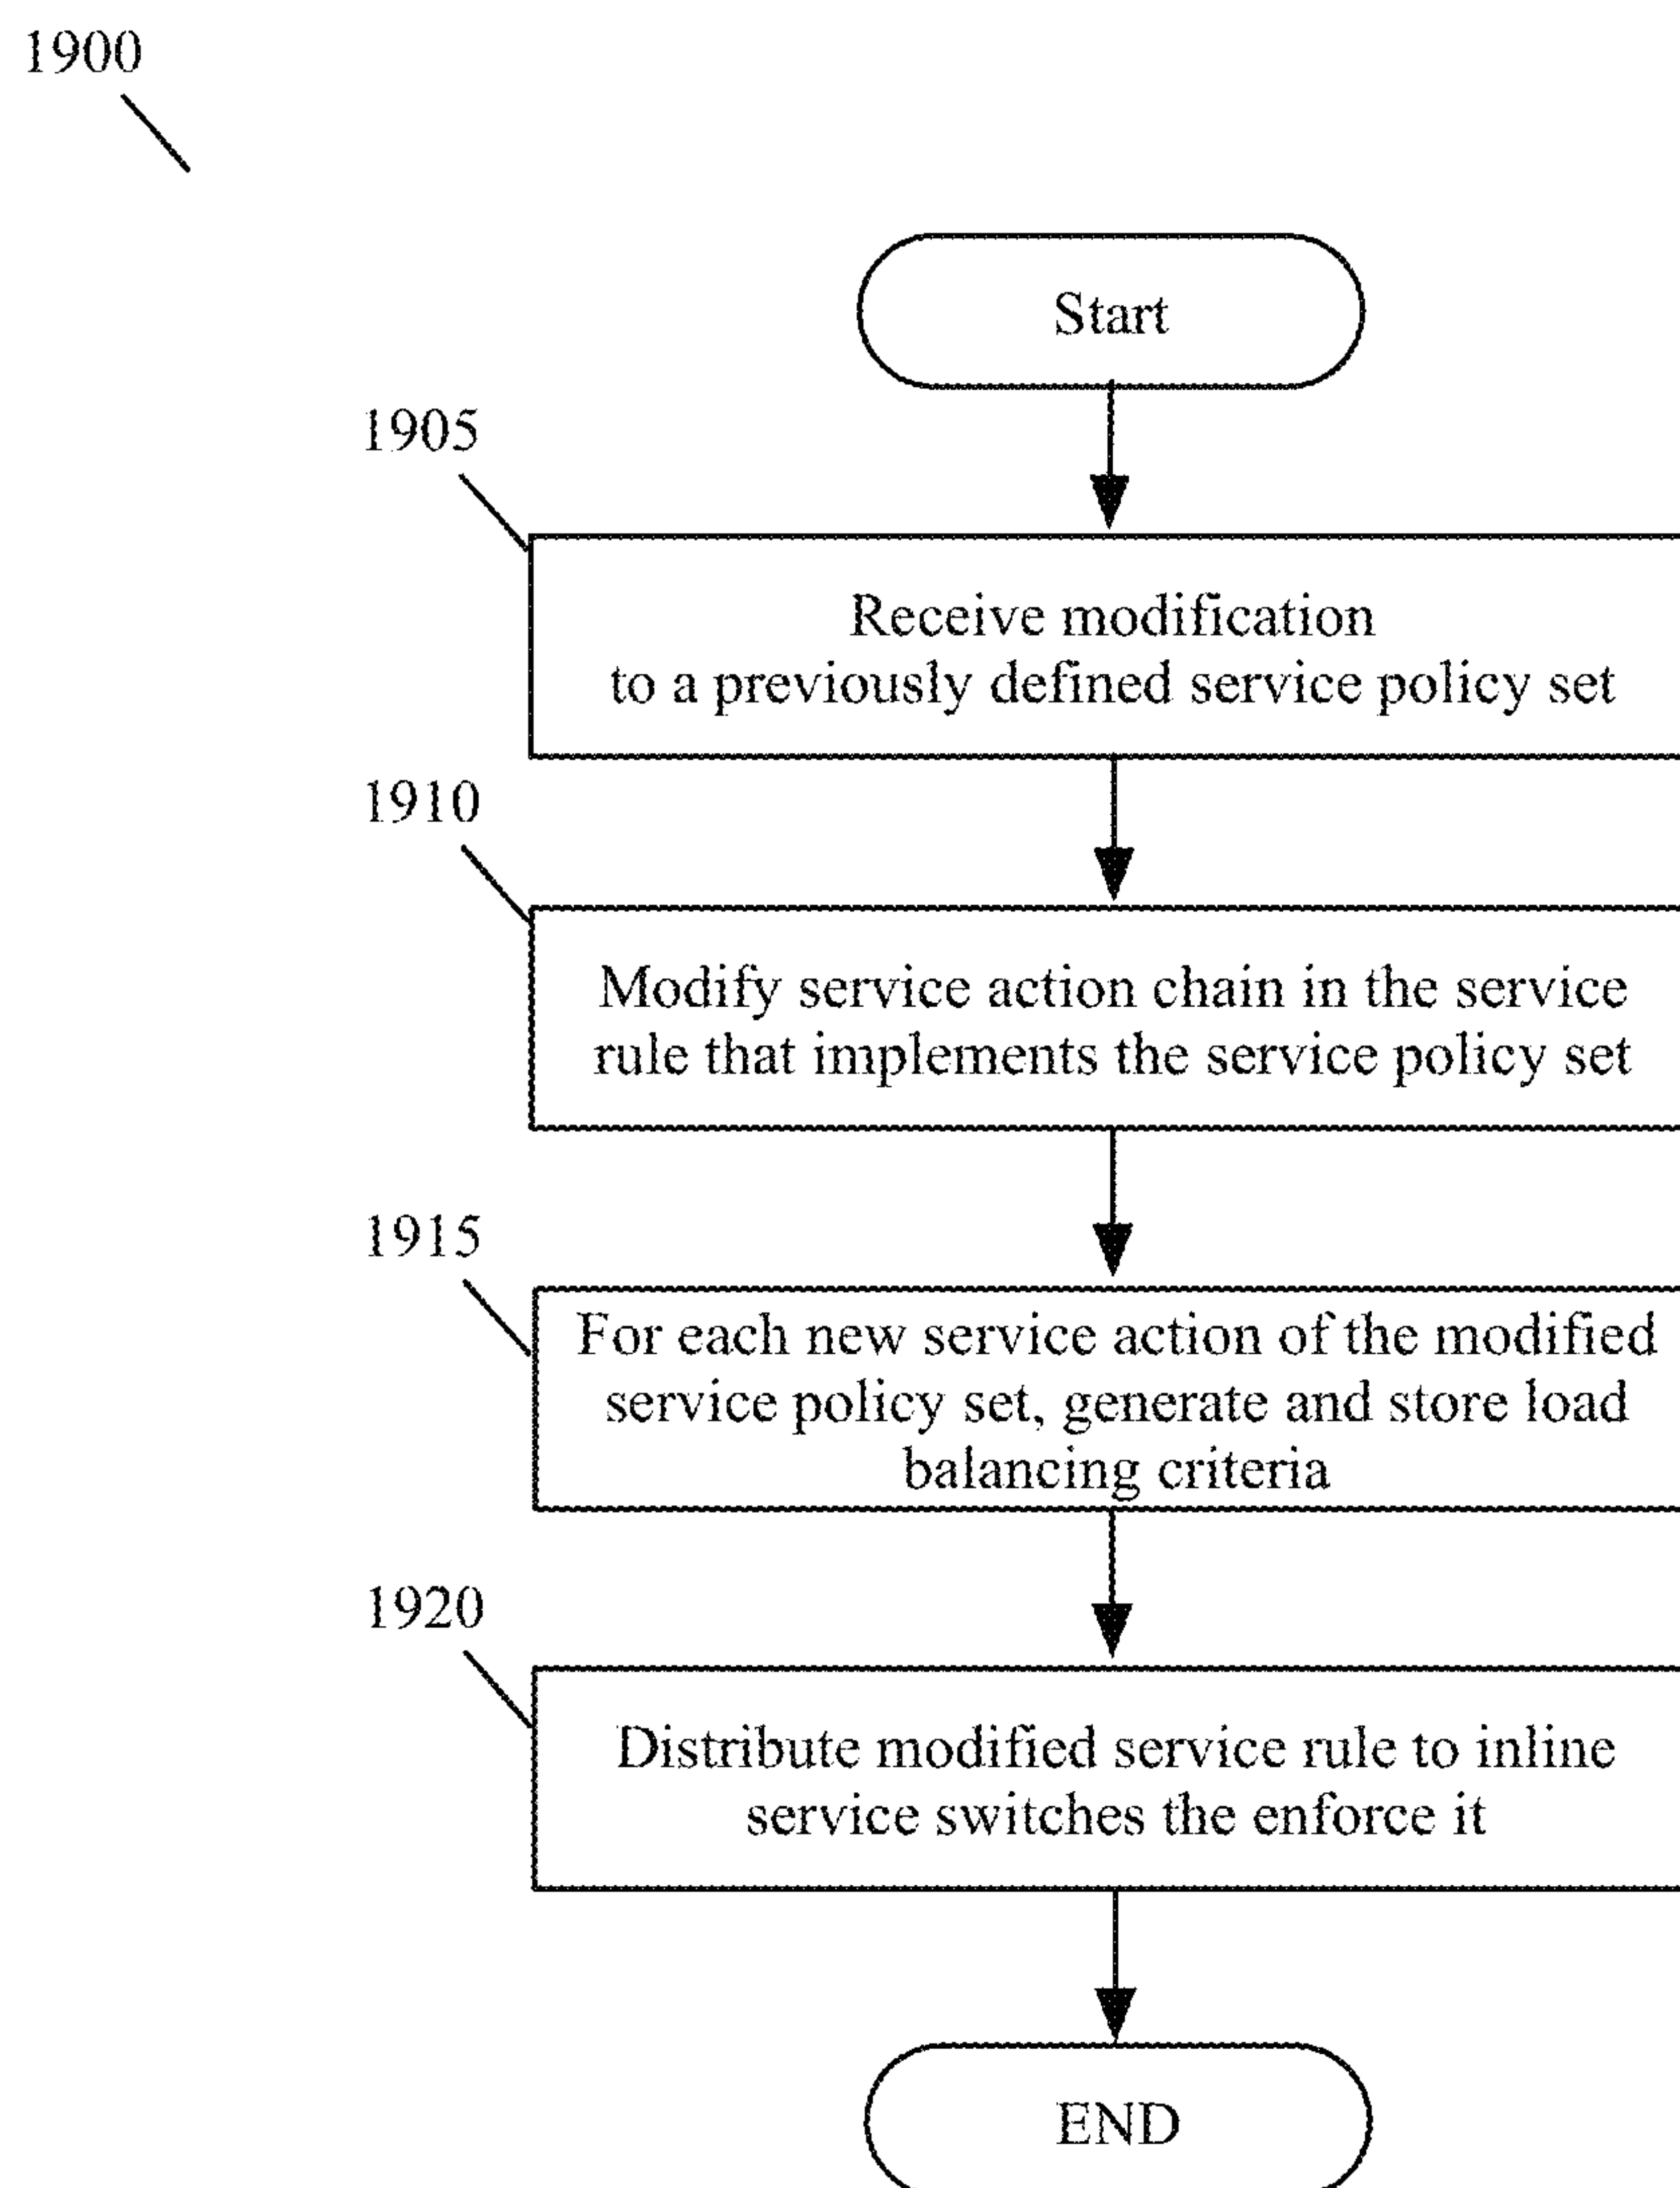 1900
Start
1905
Receive modification
to a previously defined service policy set
1910
Modify service action chain in the service
rule that implements the service policy set
1915
For each new service action of the modified
service policy set, generate and store load
balancing criteria
1920
Distribute modified service rule to inline
service switches the enforce it
END